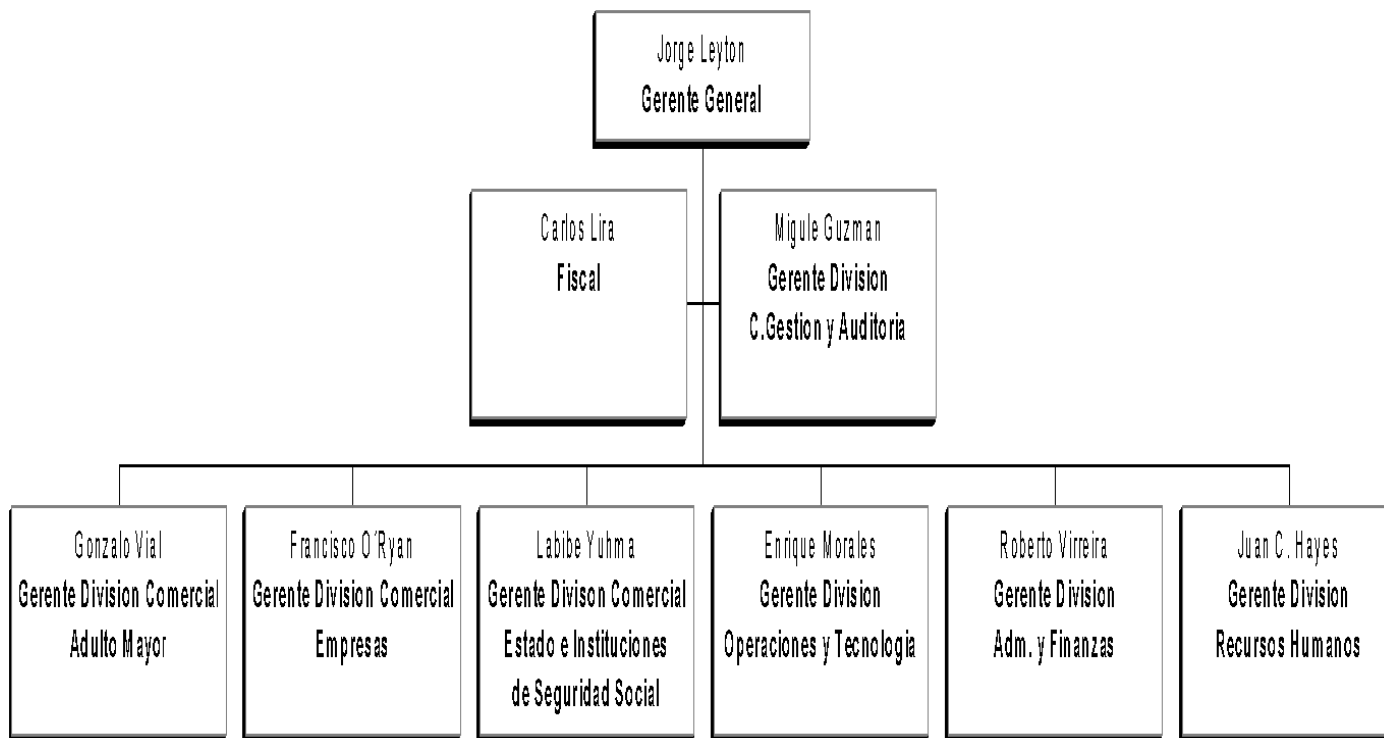 Jorge Leyton
Gerente General
Carlos Lira
Fiscal
Migule Guzman
Gerente Division
C.Gestion y Auditoria
Gonzalo Vial
Gerente Division Comercial
Adulto Mayor
Francisco O´Ryan
Gerente Division Comercial
Empresas
Labibe Yuhma
Gerente Divison Comercial
Estado e Instituciones
de Seguridad Social
Enrique Morales
Gerente Division
Operaciones y Tecnologia
Roberto Virreira
Gerente Division
Adm. y Finanzas
Juan C. Hayes
Gerente Division
Recursos Humanos